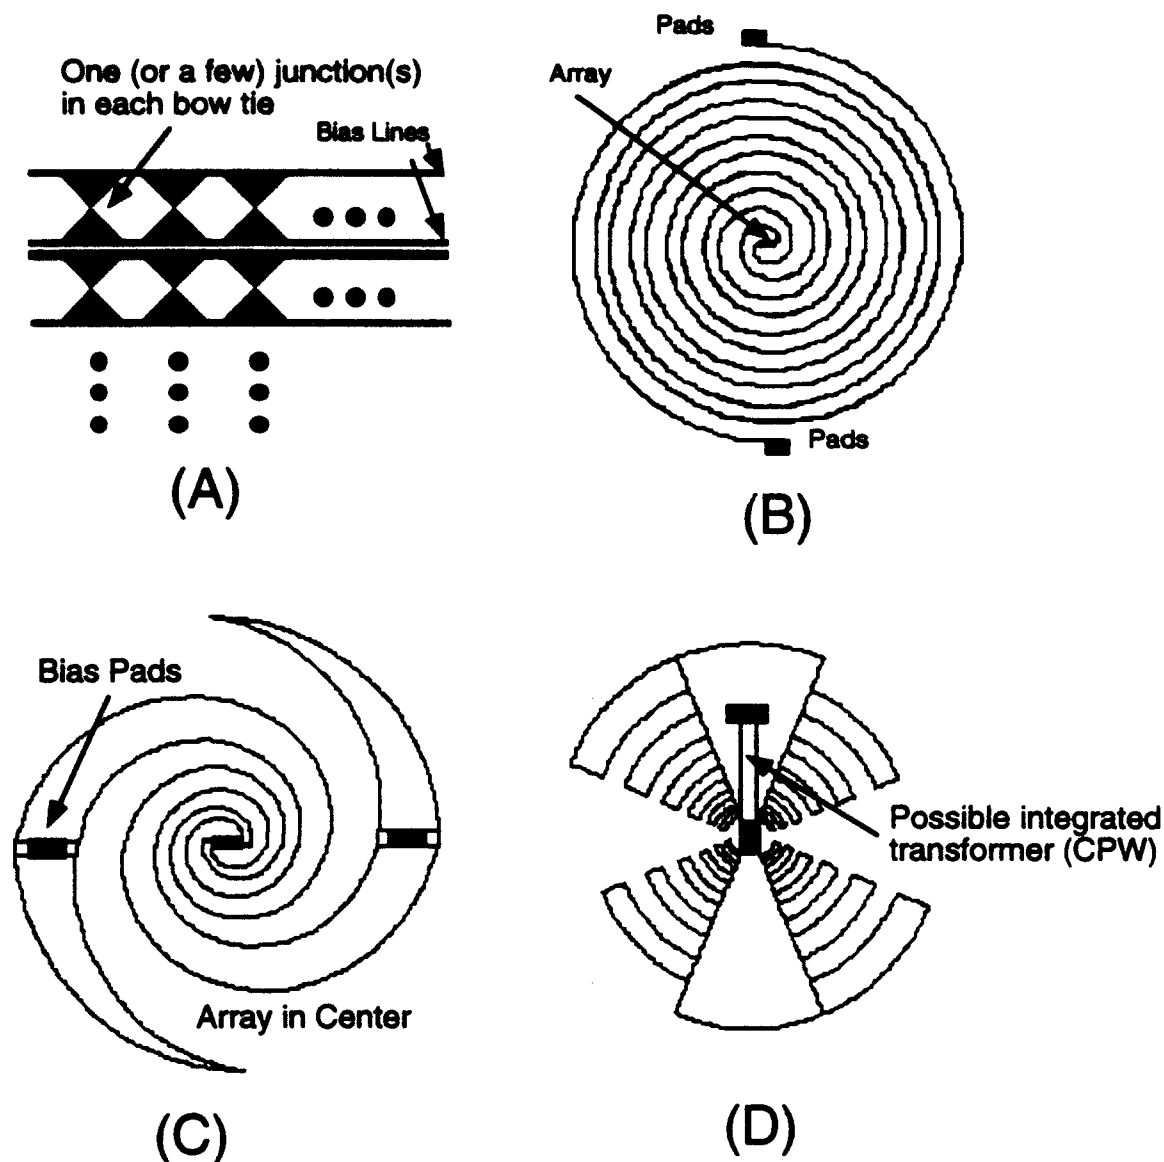 One (or a few) junction(s)
in each bow tie
Bias Lines
(A)
Pads
Array
Pads
(B)
Bias Pads
Array in Center
(C)
Possible integrated
transformer (CPW)
(D)